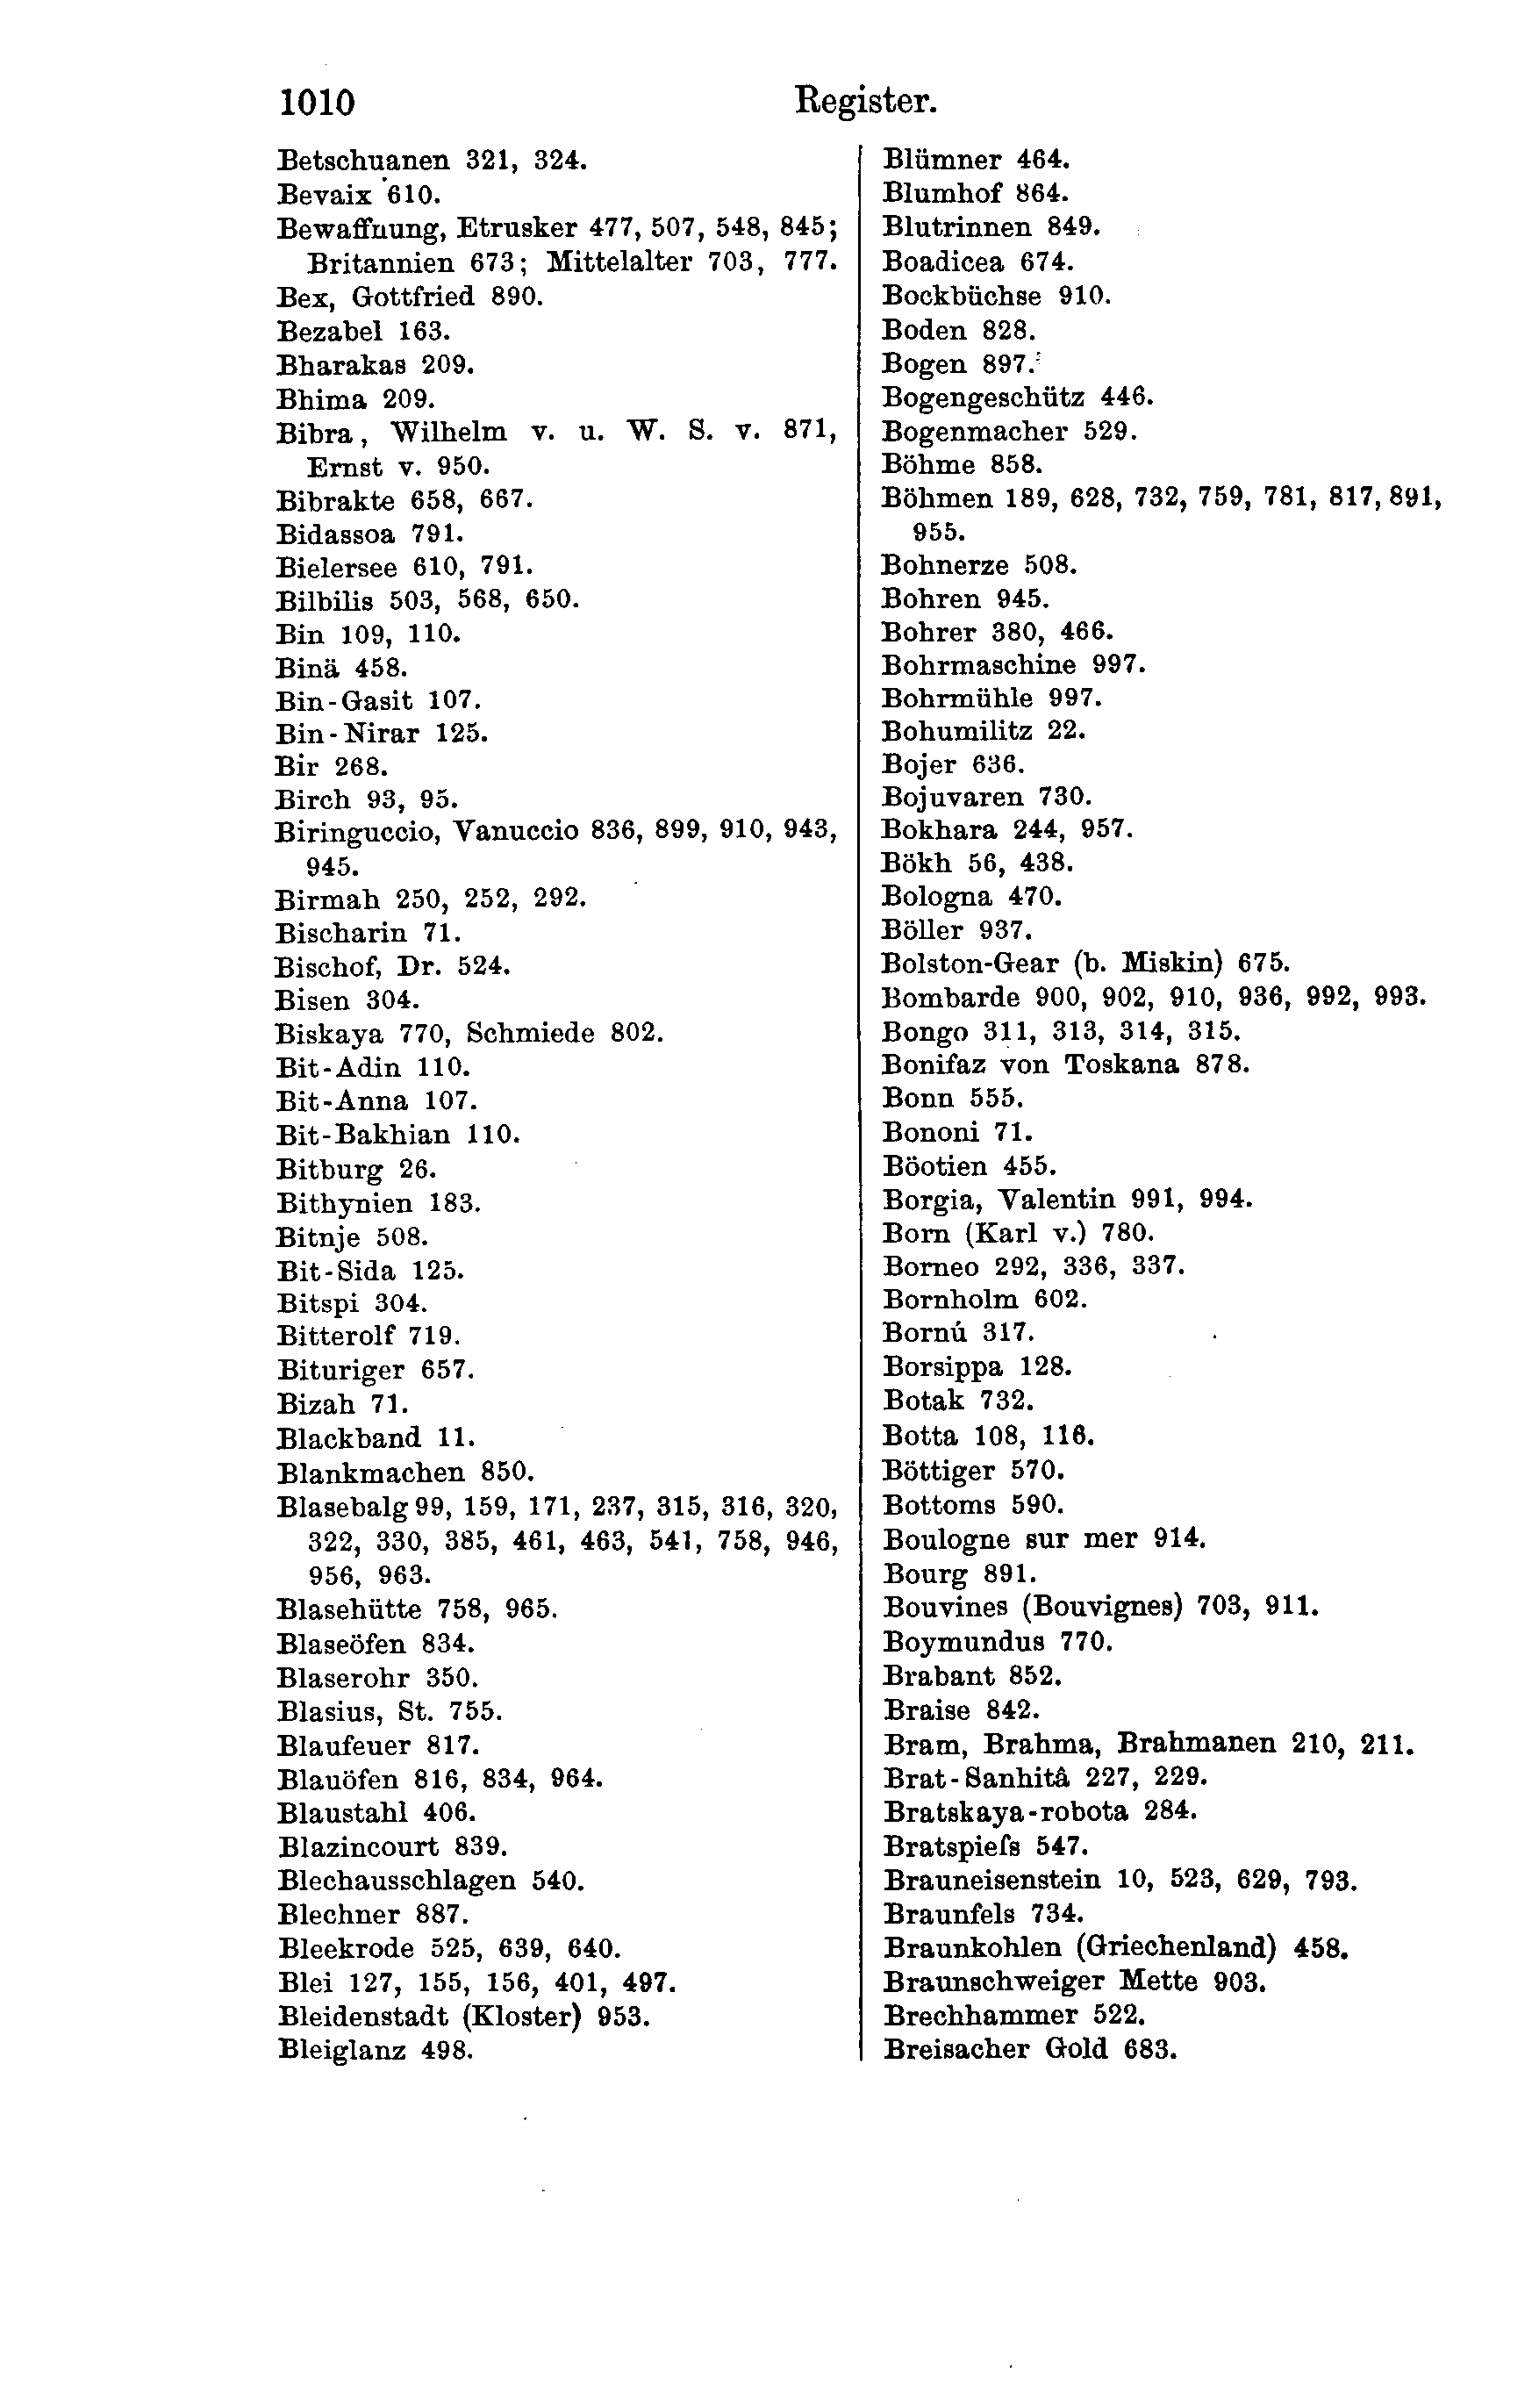 1010
Register.
Betschuanen 321, 324.
Bevaix 610.
Bewaffnung, Etrusker 477, 507, 548, 845;
Britannien 673; Mittelalter 703, 777.
Bex, Gottfried 890.
Bezabel 163.
Bharakas 209.
Bhima 209.
Bibra, Wilhelm v. u. W. S. v. 871,
Ernst v. 950.
Bibrakte 658, 667.
Bidassoa 791.
Bielersee 610, 791.
Bilbilis 503, 568, 650.
Bin 109, 110.
Binä 458.
Bin-Gasit 107.
Bin-Nirar 125.
Bir 268.
Birch 93, 95.
Biringuccio, Vanuccio 836, 899, 910, 943,
945.
Birmah 250, 252, 292.
Bischarin 71.
Bischof, Dr. 524.
Bisen 304.
Biskaya 770, Schmiede 802.
Bit-Adin 110.
Bit-Anna 107.
Bit-Bakhian 110.
Bitburg 26.
Bithynien 183.
Bitnje 508.
Bit-Sida 125.
Bitspi 304.
Bitterolf 719.
Bituriger 657.
Bizah 71.
Blackband 11.
Blankmachen 850.
Blasebalg 99, 159, 171, 237, 315, 316, 320,
322, 330, 385, 461, 463, 541, 758, 946,
956, 963.
Blasehütte 758, 965.
Blaseöfen 834.
Blaserohr 350.
Blasius, St. 755.
Blaufeuer 817.
Blauöfen 816, 834, 964.
Blaustahl 406.
Blazincourt 839.
Blechausschlagen 540.
Blechner 887.
Bleekrode 525, 639, 640.
Blei 127, 155, 156, 401, 497.
Bleidenstadt (Kloster) 953.
Bleiglanz 498.
Blümner 464.
Blumhof 864.
Blutrinnen 849.
Boadicea 674.
Bockbüchse 910.
Boden 828.
Bogen 897.
Bogengeschütz 446.
Bogenmacher 529.
Böhme 858.
Böhmen 189, 628, 732, 759, 781, 817, 891,
955.
Bohnerze 508.
Bohren 945.
Bohrer 380, 466.
Bohrmaschine 997.
Bohrmühle 997.
Bohumilitz 22.
Bojer 636.
Bojuvaren 730.
Bokhara 244, 957.
Bökh 56, 438.
Bologna 470.
Böller 937.
Bolston-Gear (b. Miskin) 675.
Bombarde 900, 902, 910, 936, 992, 993.
Bongo 311, 313, 314, 315.
Bonifaz von Toskana 878.
Bonn 555.
Bononi 71.
Böotien 455.
Borgia, Valentin 991, 994.
Born (Karl v.) 780.
Borneo 292, 336, 337.
Bornholm 602.
Bornú 317.
Borsippa 128.
Botak 732.
Botta 108, 116.
Böttiger 570.
Bottoms 590.
Boulogne sur mer 914.
Bourg 891.
Bouvines (Bouvignes) 703, 911.
Boymundus 770.
Brabant 852.
Braise 842.
Bram, Brahma, Brahmanen 210, 211.
Brat-Sanhitâ 227, 229.
Bratskaya-robota 284.
Bratspieſs 547.
Brauneisenstein 10, 523, 629, 793.
Braunfels 734.
Braunkohlen (Griechenland) 458.
Braunschweiger Mette 903.
Brechhammer 522.
Breisacher Gold 683.